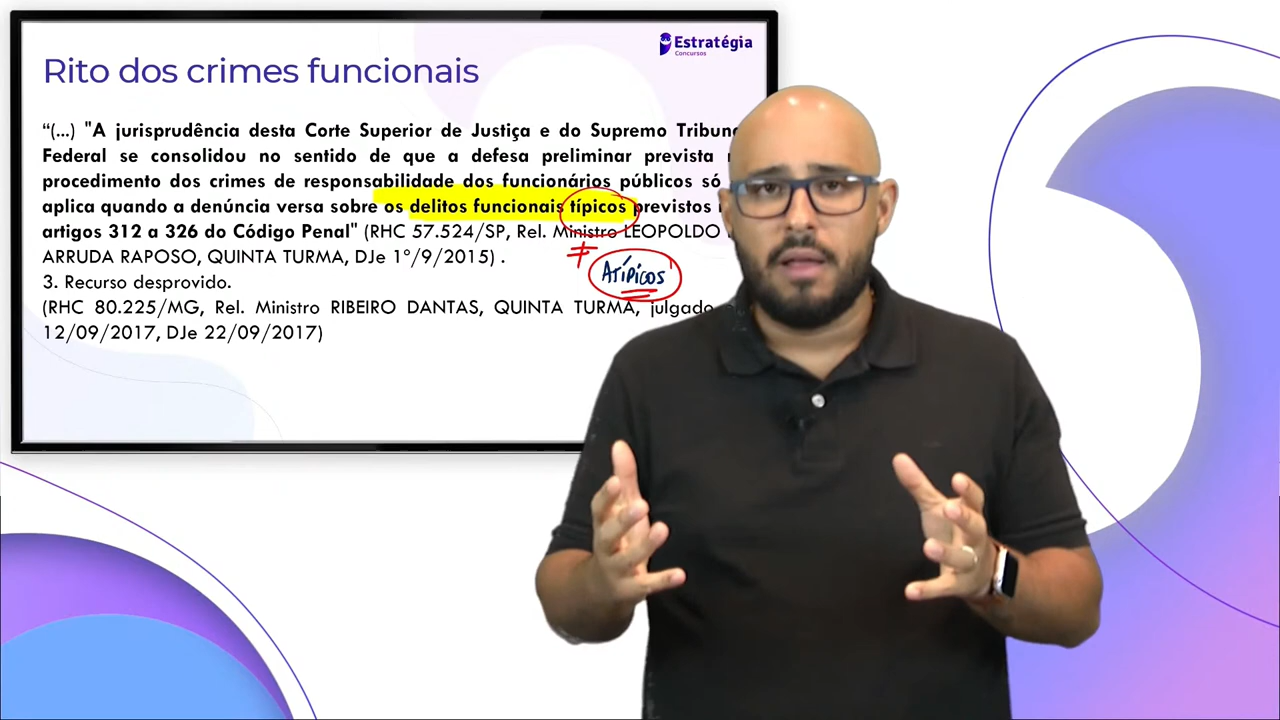 Estratégia
Concursos
Rito dos crimes funcionais
“(...) "A jurisprudência desta Corte Superior de Justiça e do Supremo
Federal se consolidou no sentido de que a defesa preliminar prevista
procedimento dos crimes de responsabilidade dos funcionários públicos só
aplica quando a denúncia versa sobre os delitos funcionais típicos previstos
artigos 312 a 326 do Código Penal" (RHC 57.524/SP, Rel. Ministro LEOPOLDO
ARRUDA RAPOSO, QUINTA TURMA, DJe 1º/9/2015) .
≠ ATÍPICOS
3. Recurso desprovido.
(RHC 80.225/MG, Rel. Ministro RIBEIRO DANTAS, QUINTA TURMA, julgado
12/09/2017, DJe 22/09/2017)